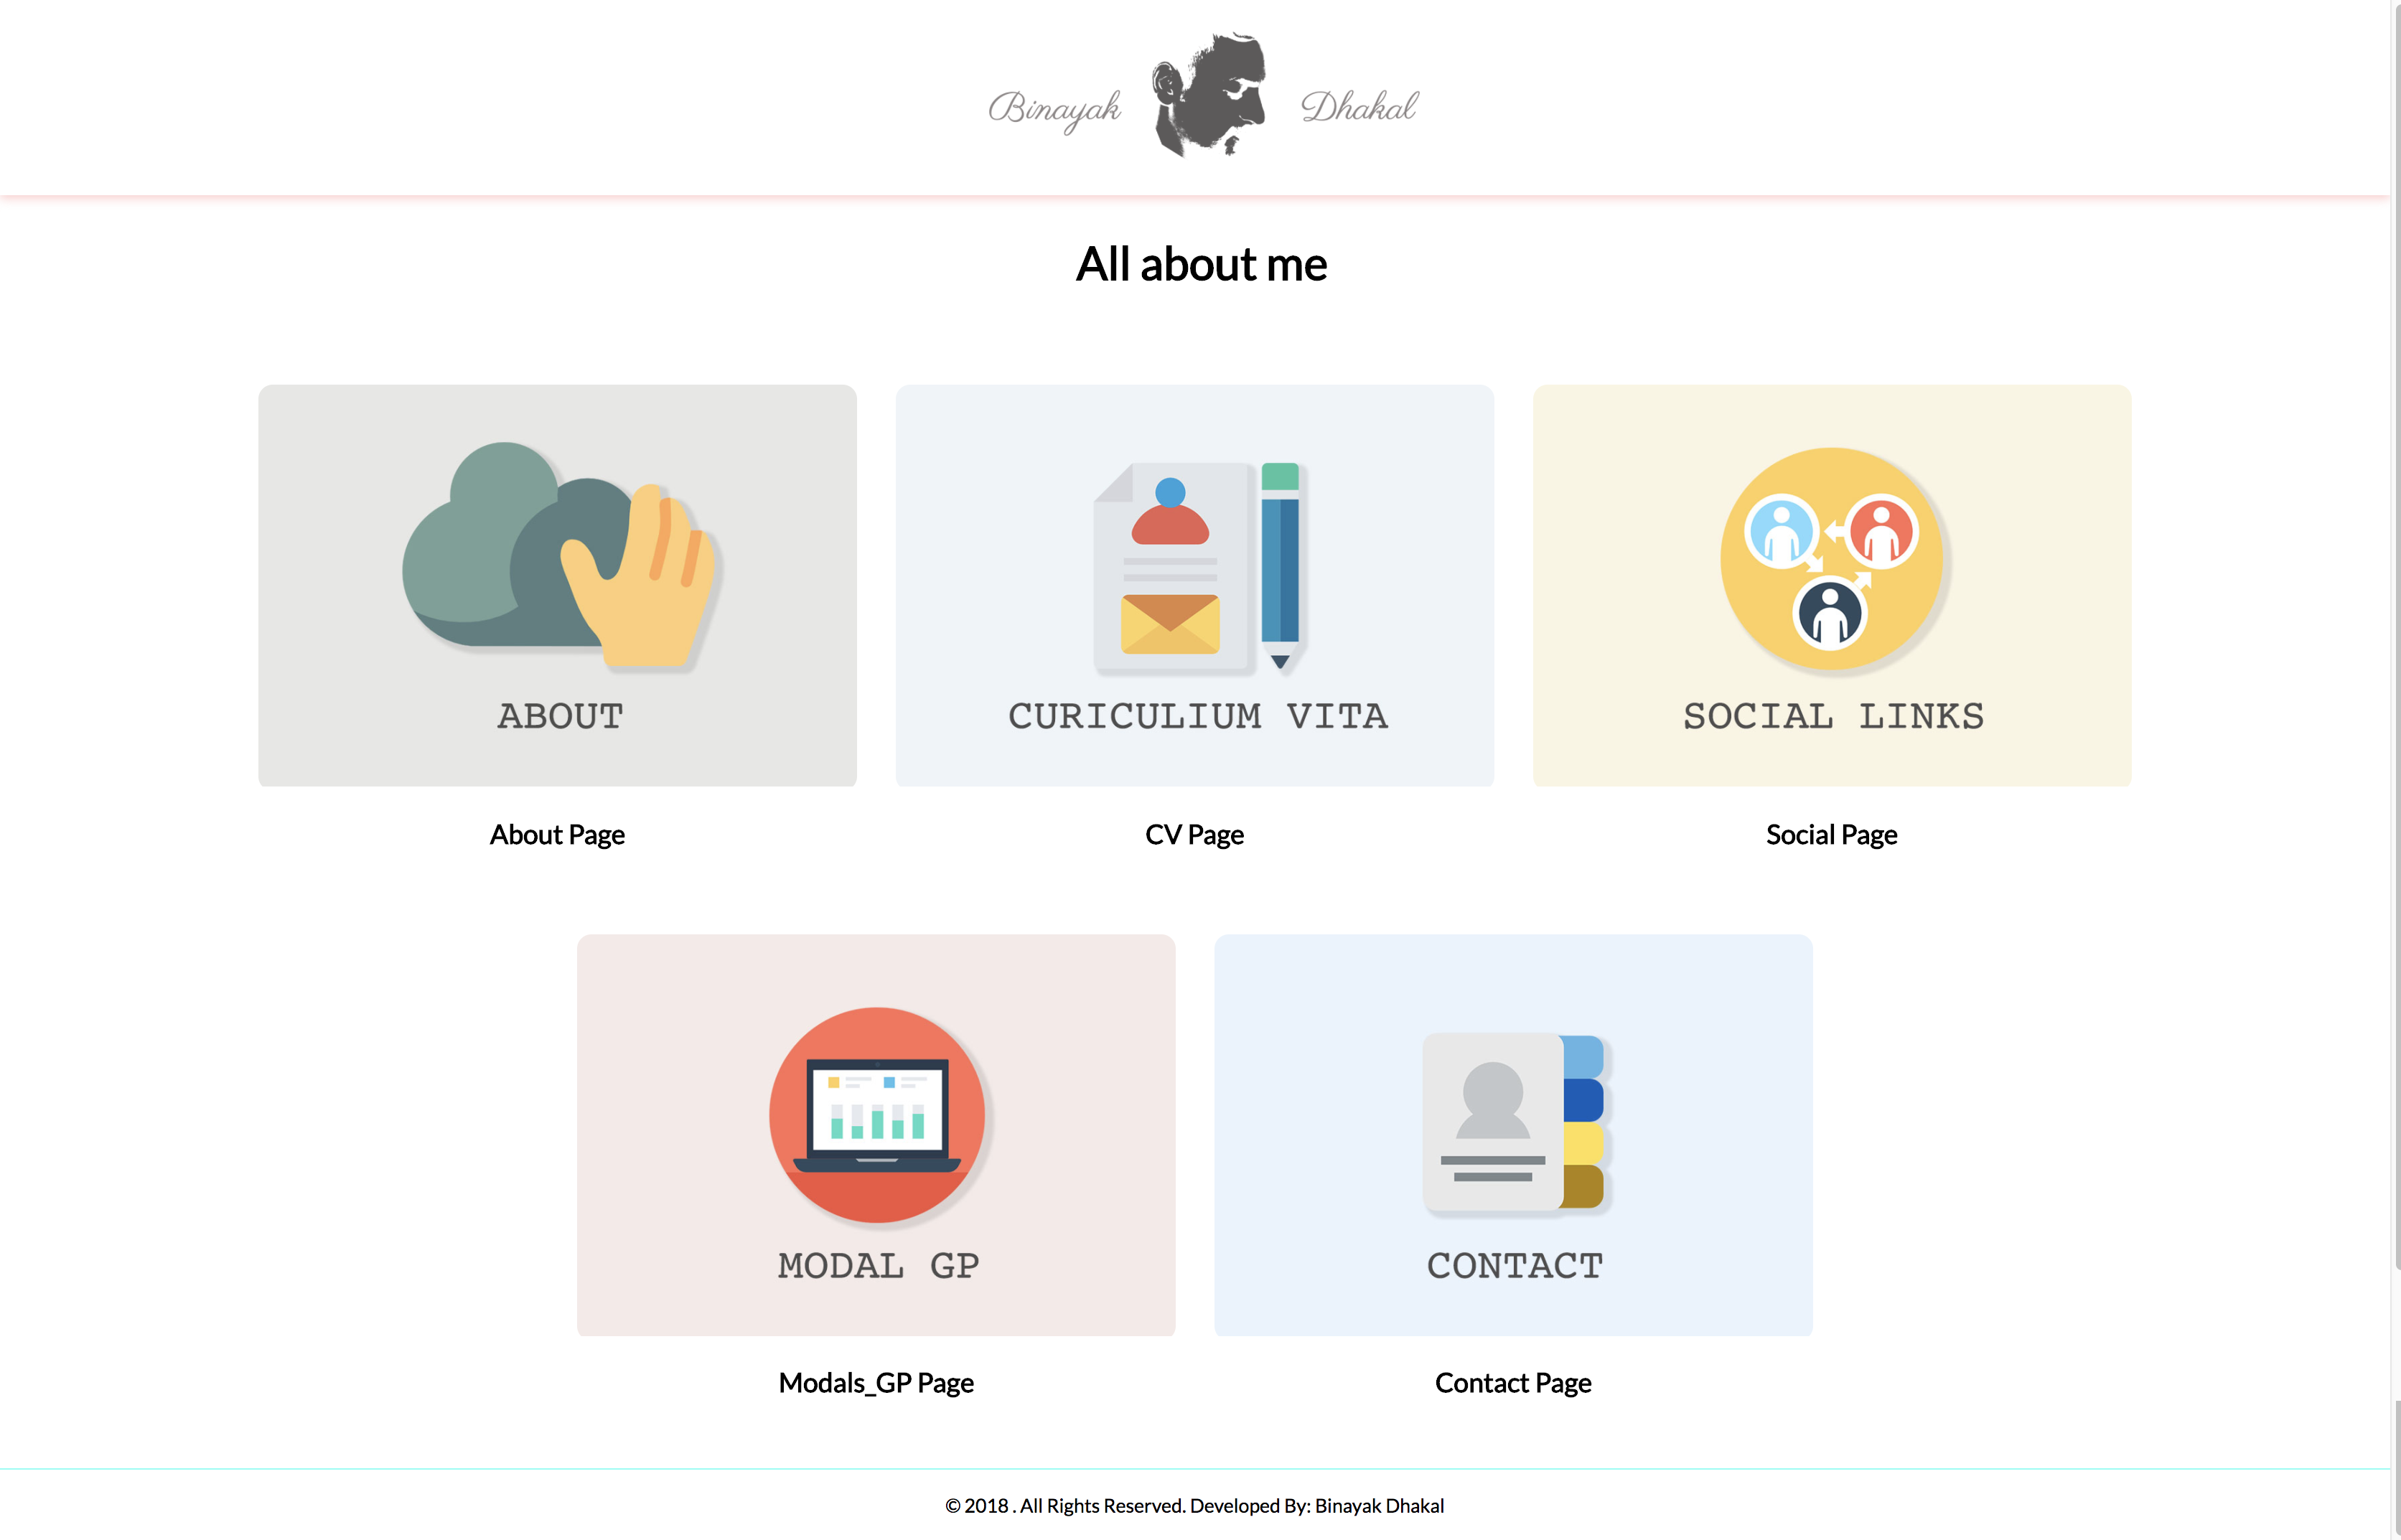 Binayak Dhakal
All about me
ABOUT
CURICULIUM VITA
SOCIAL LINKS
About Page
CV Page
Social Page
MODAL GP
CONTACT
Modals_GP Page
Contact Page
© 2018 . All Rights Reserved. Developed By: Binayak Dhakal